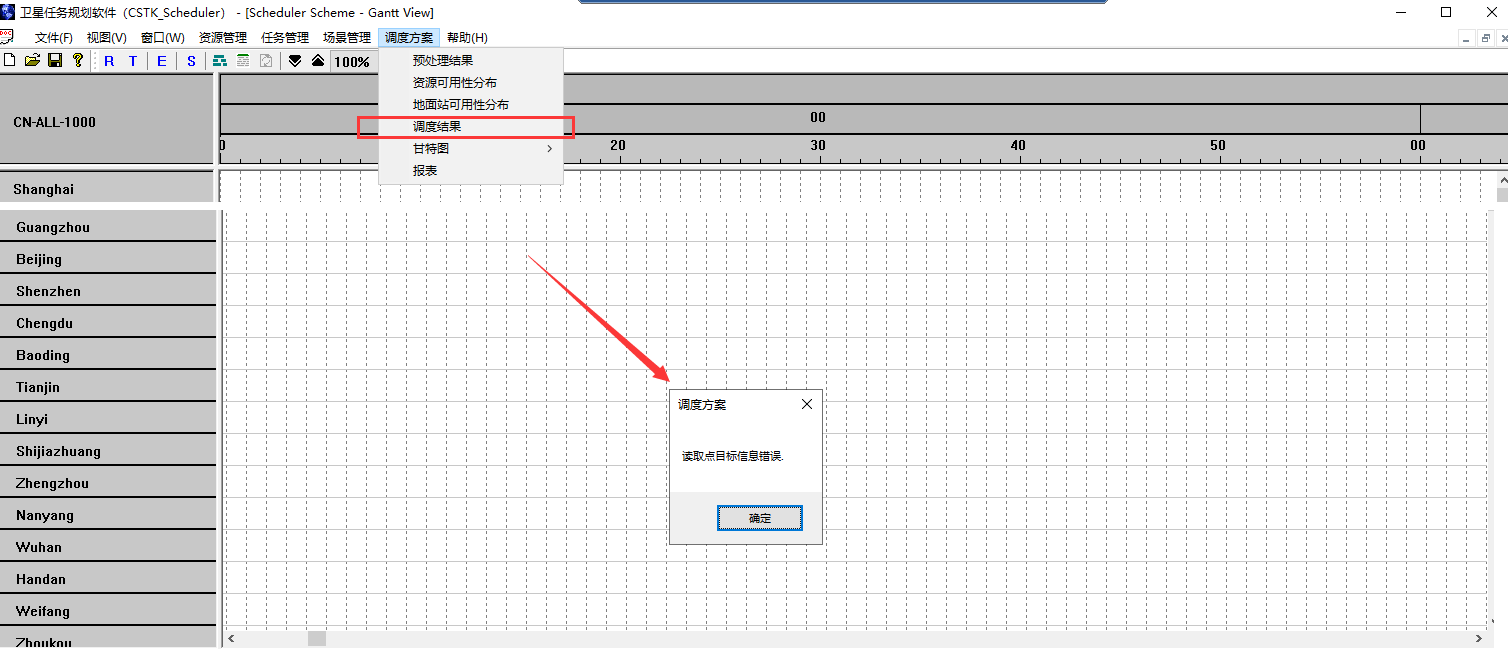 卫星任务规划软件（CSTK_Scheduler） - [Scheduler Scheme - Gantt View]
文件(F) 视图(V) 窗口(W) 资源管理 任务管理 场景管理 调度方案 帮助(H)
R T E S 100%
预处理结果
资源可用性分布
地面站可用性分布
调度结果
甘特图
报表
CN-ALL-1000
00
0 20 30 40 50 00
Shanghai
Guangzhou
Beijing
Shenzhen
Chengdu
Baoding
Tianjin
Linyi
Shijiazhuang
Zhengzhou
Nanyang
Wuhan
Handan
Weifang
Zhoukou
调度方案
读取点目标信息错误.
确定